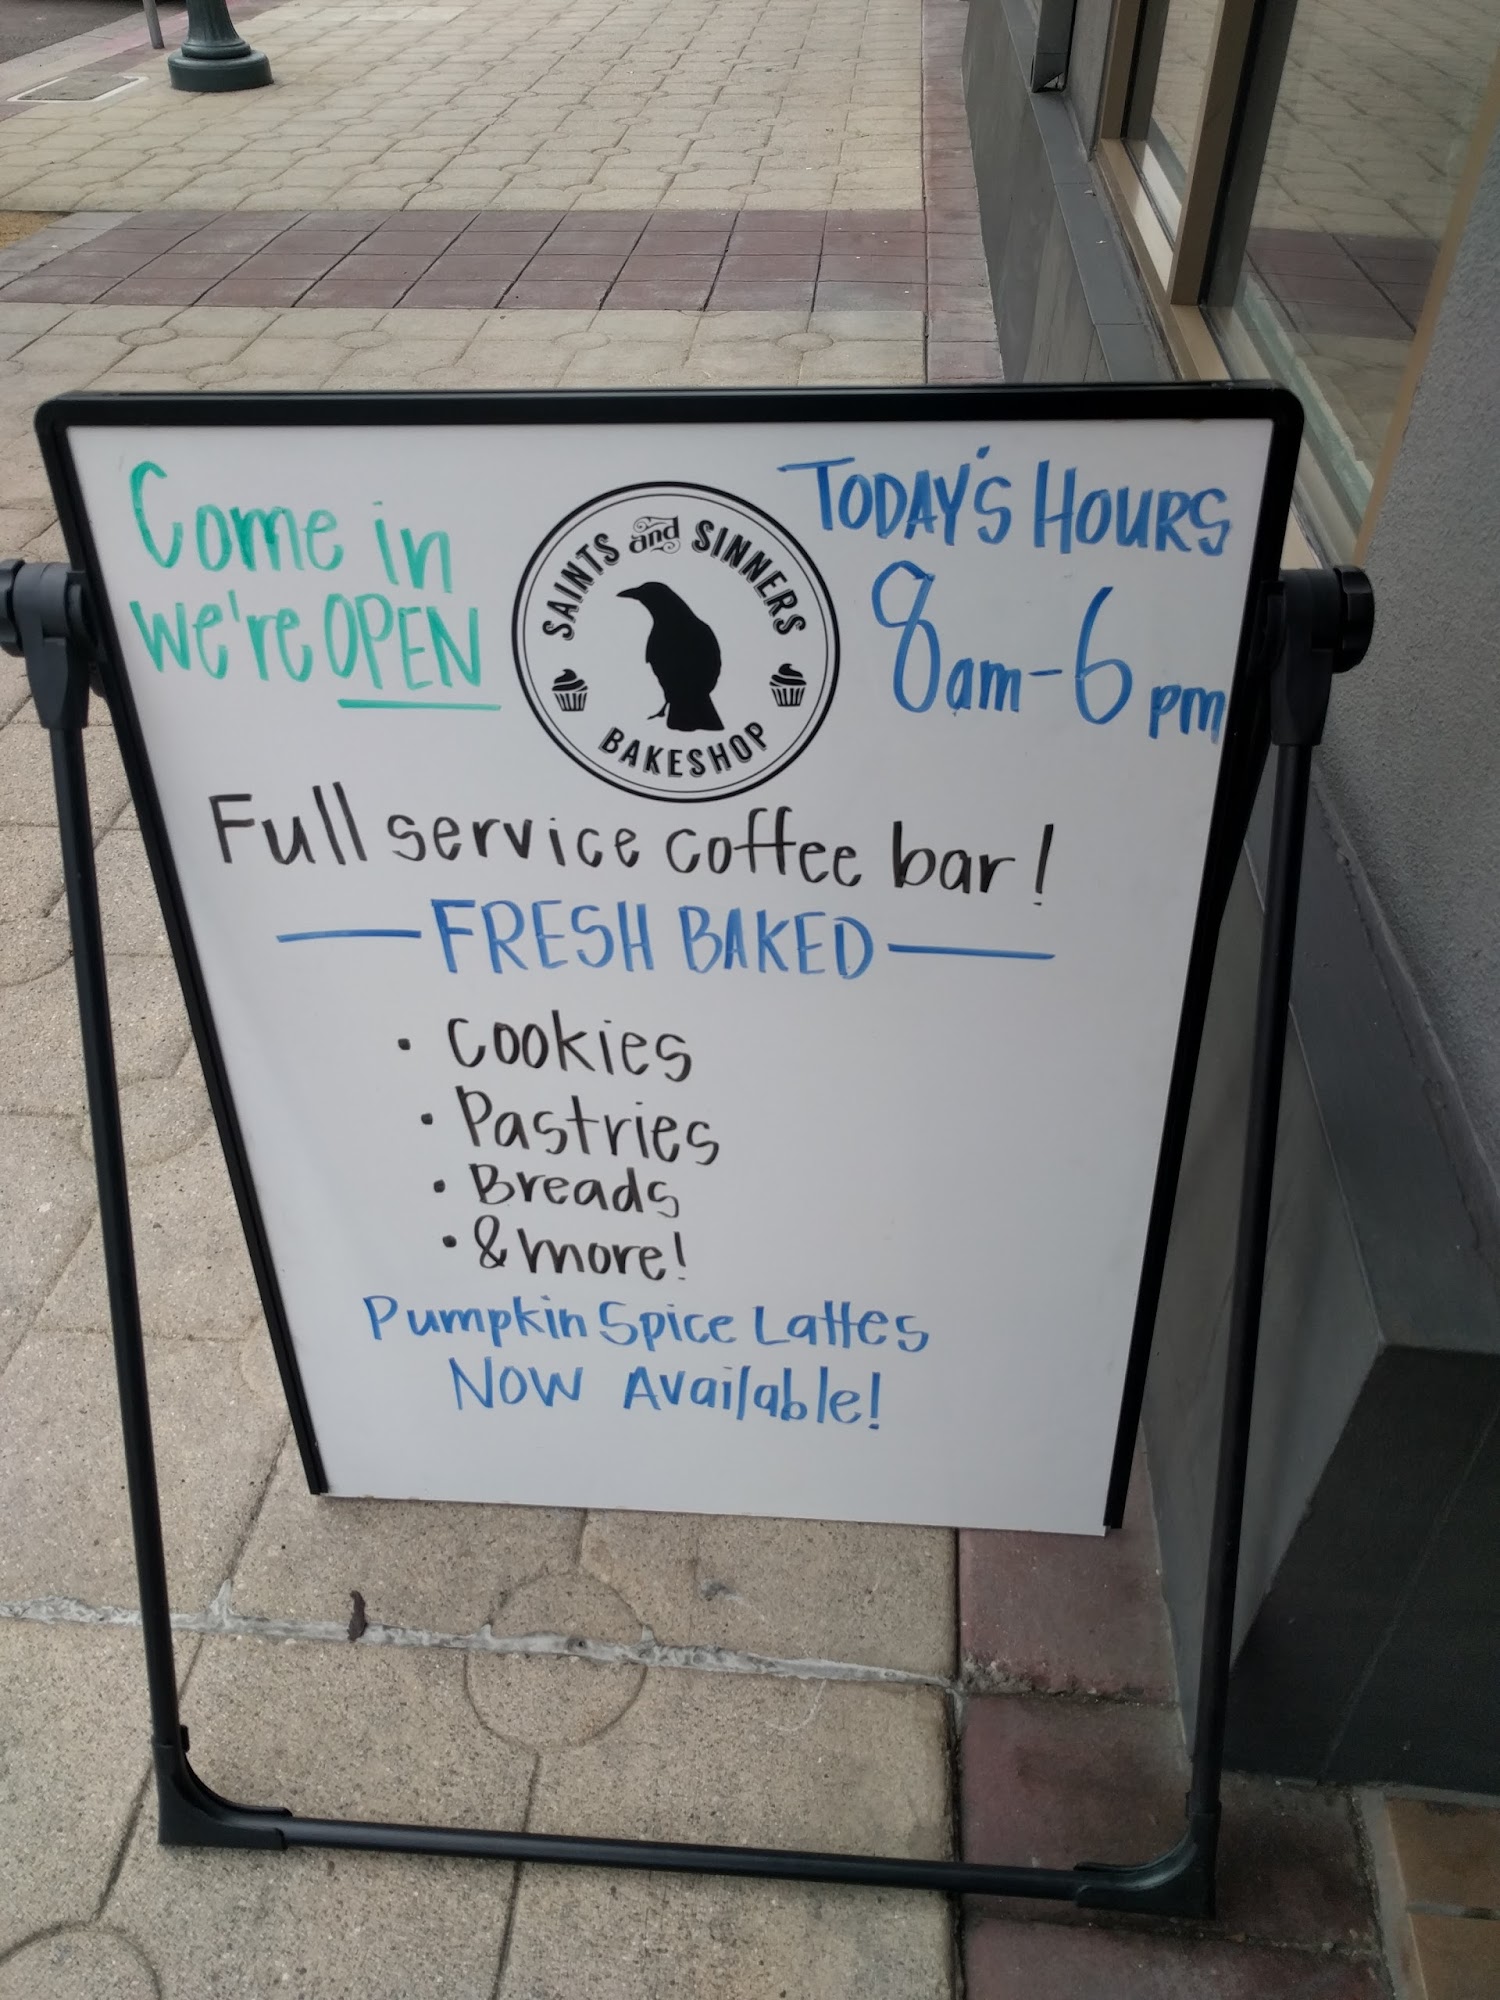 Come in
we're OPEN
SAINTS and SINNERS
BAKESHOP
TODAY'S HOURS
8am-6pm
Full service coffee bar!
— FRESH BAKED —
• Cookies
• Pastries
• Breads
• & more!
Pumpkin Spice Lattes
Now Available!